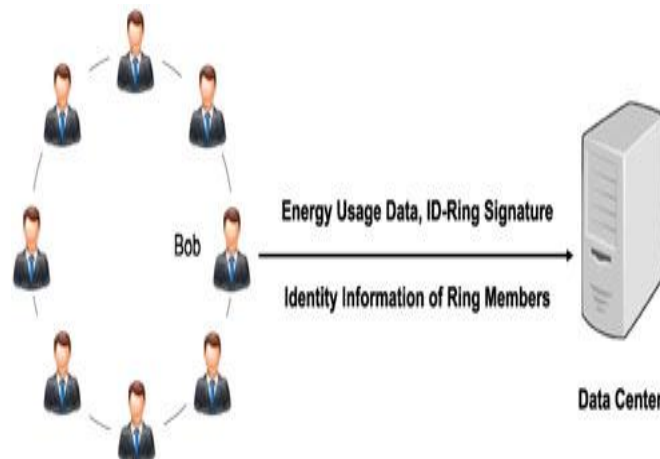 Energy Usage Data, ID-Ring Signature
Bob
Identity Information of Ring Members
Data Center